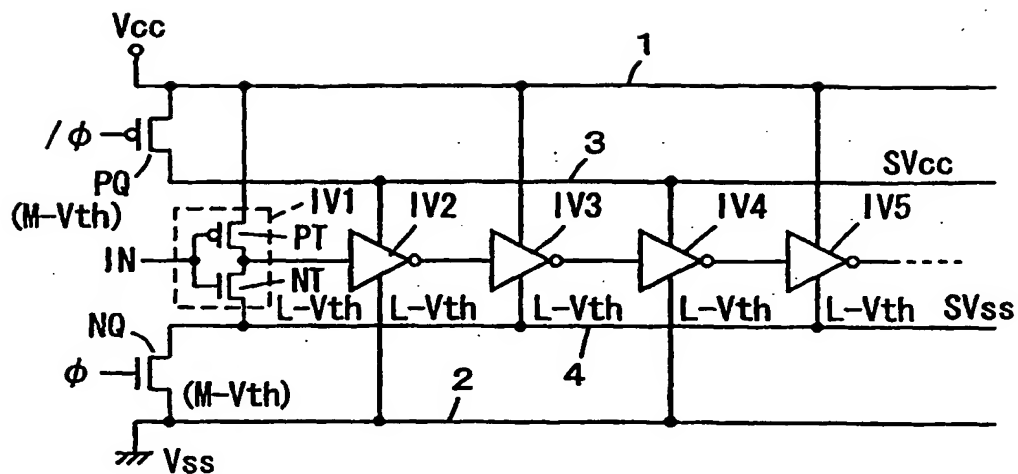 Vcc
1
/φ
PQ
(M-Vth)
3
SVcc
IV1
IV2
IV3
IV4
IV5
PT
IN
NT
L-Vth
L-Vth
L-Vth
L-Vth
L-Vth
SVss
NQ
φ
(M-Vth)
4
2
Vss